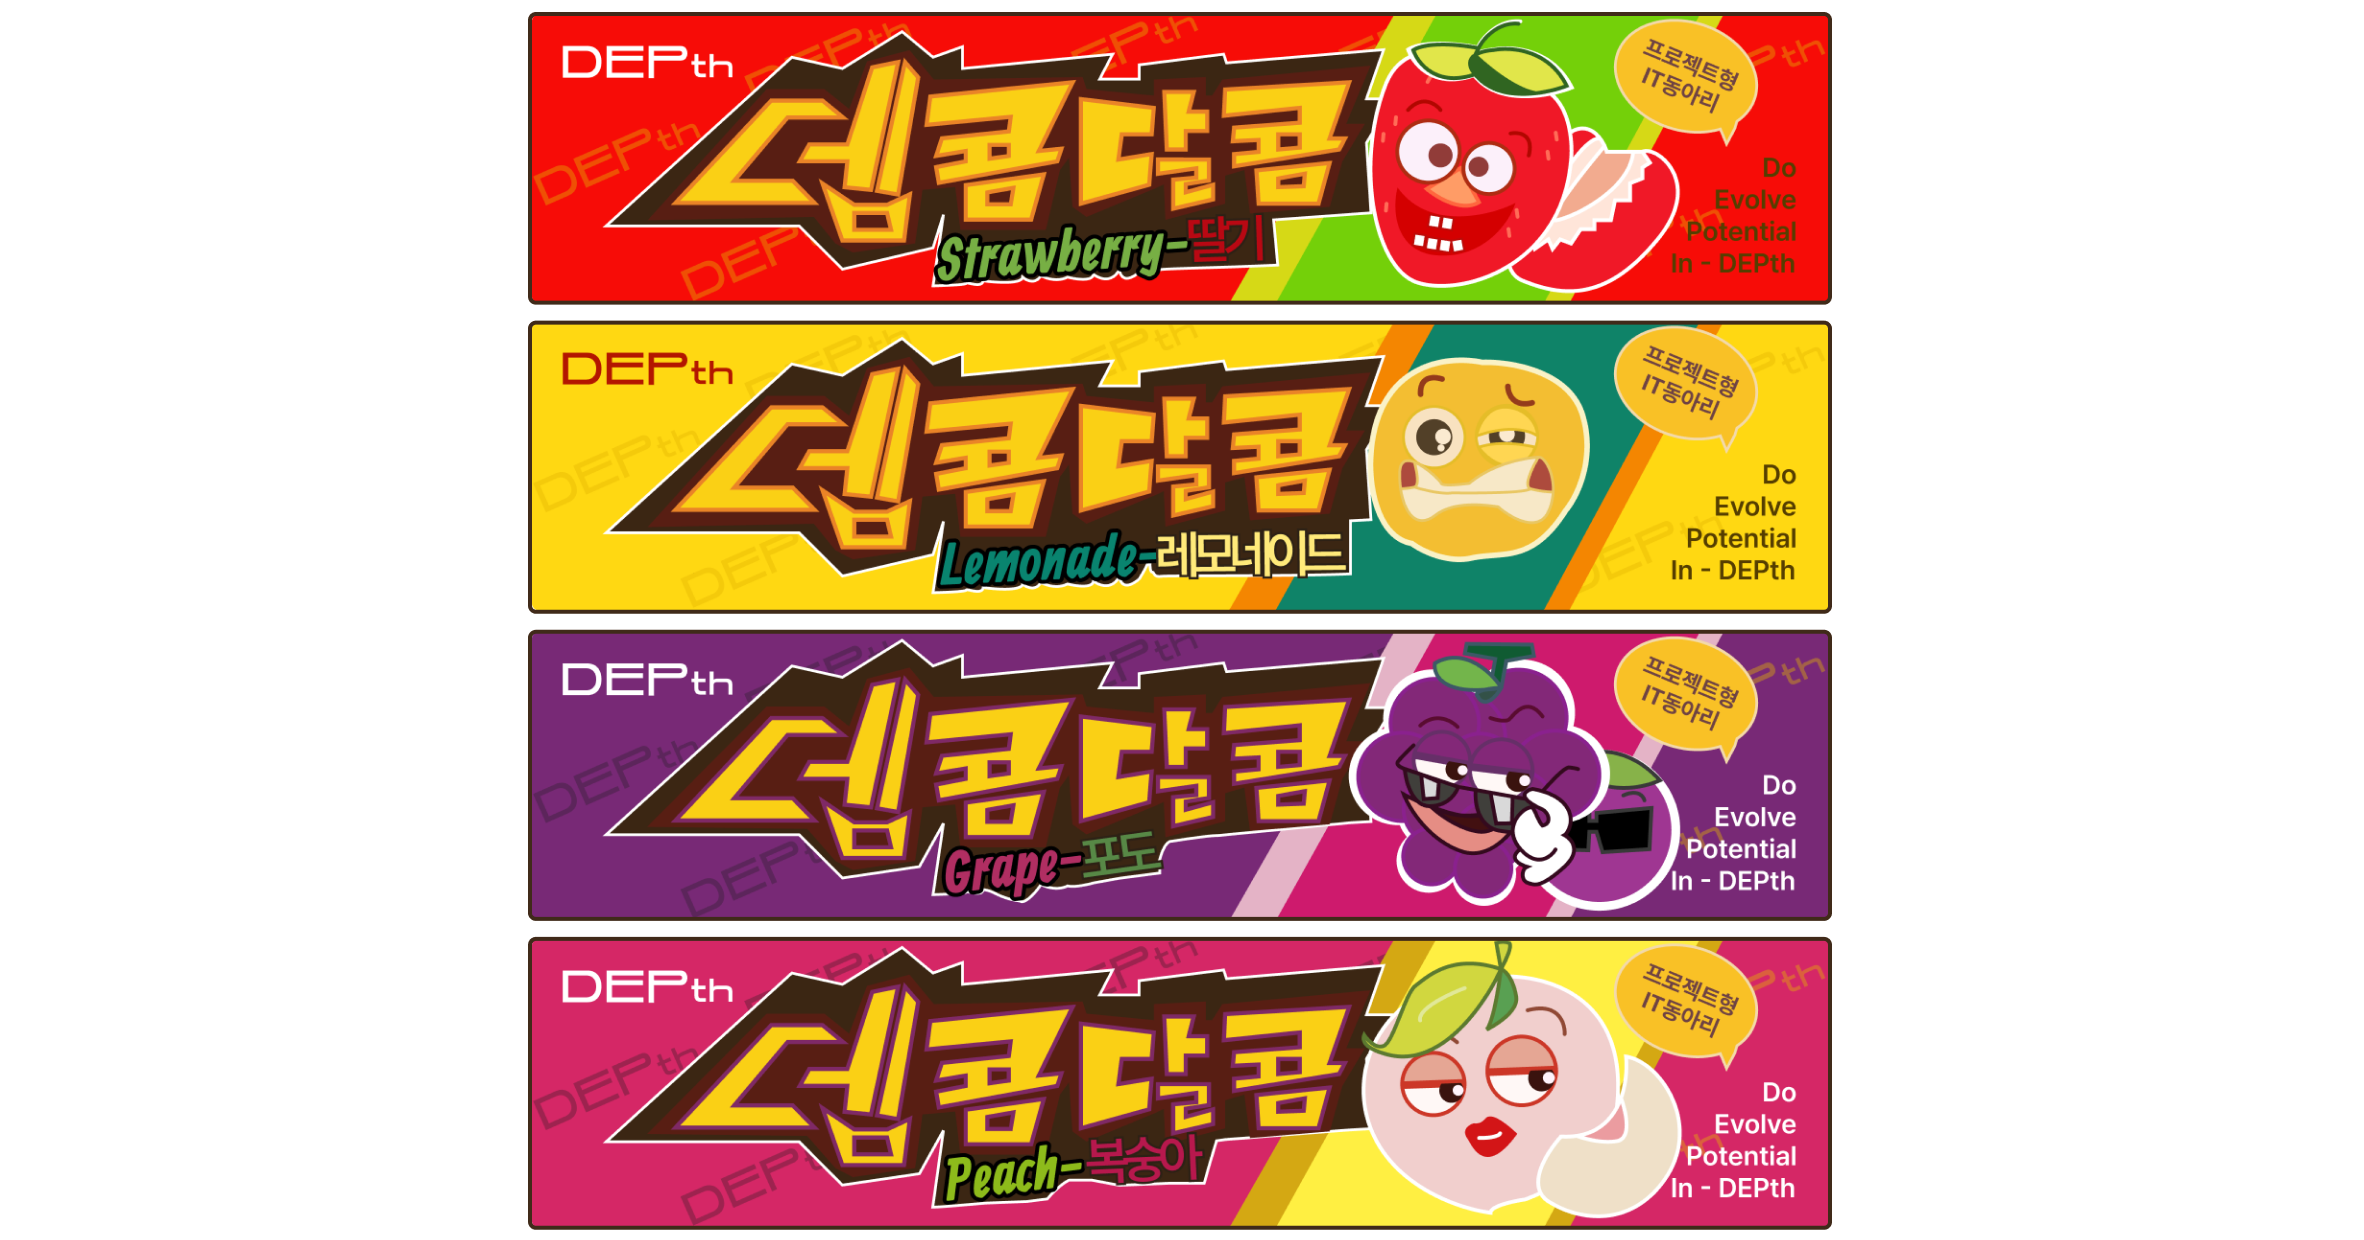 DEPth
뎁콤달콤
Strawberry-딸기
프로젝트형
IT동아리
Do
Evolve
Potential
In - DEPth
DEPth
뎁콤달콤
Lemonade-레모네이드
프로젝트형
IT동아리
Do
Evolve
Potential
In - DEPth
DEPth
뎁콤달콤
Grape-포도
프로젝트형
IT동아리
Do
Evolve
Potential
In - DEPth
DEPth
뎁콤달콤
Peach-복숭아
프로젝트형
IT동아리
Do
Evolve
Potential
In - DEPth